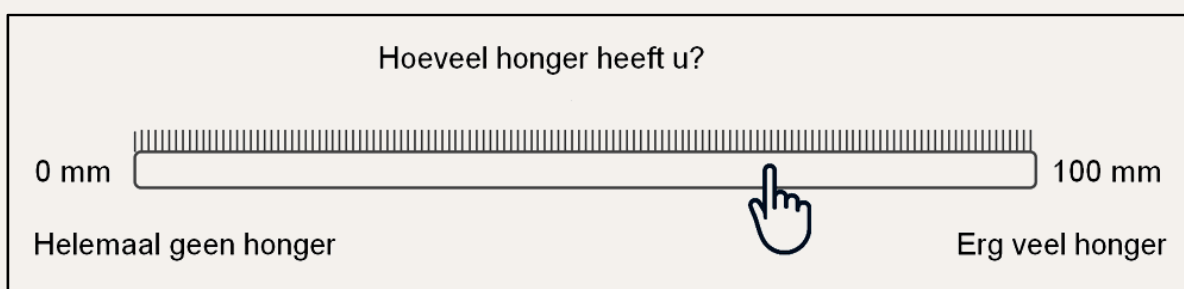 Hoeveel honger heeft u?
0 mm
100 mm
Helemaal geen honger
Erg veel honger